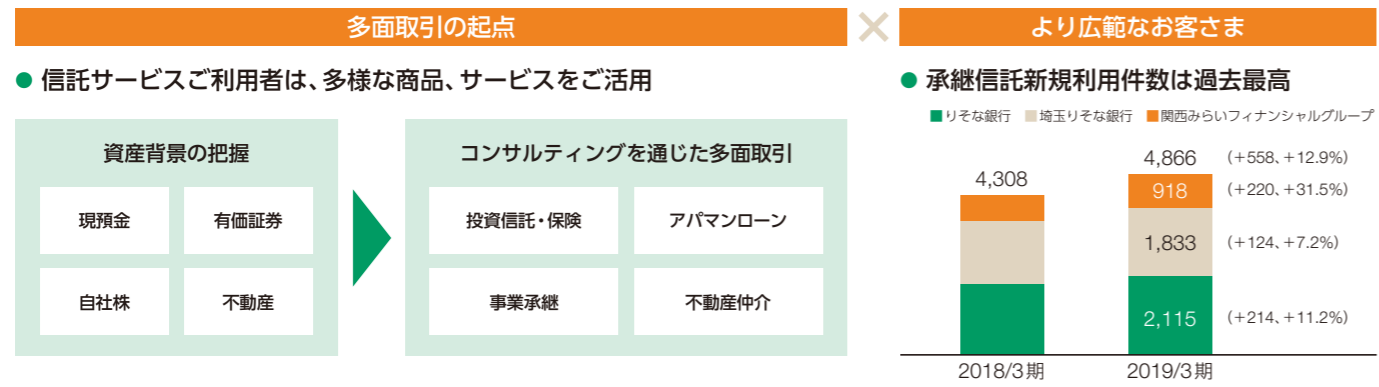 多面取引の起点
×
より広範なお客さま
● 信託サービスご利用者は、多様な商品、サービスをご活用
資産背景の把握
現預金
有価証券
自社株
不動産
コンサルティングを通じた多面取引
投資信託・保険
アパマンローン
事業承継
不動産仲介
● 承継信託新規利用件数は過去最高
■りそな銀行 ■埼玉りそな銀行 ■関西みらいフィナンシャルグループ
4,308
4,866 (+558、+12.9%)
918 (+220、+31.5%)
1,833 (+124、+7.2%)
2,115 (+214、+11.2%)
2018/3期
2019/3期